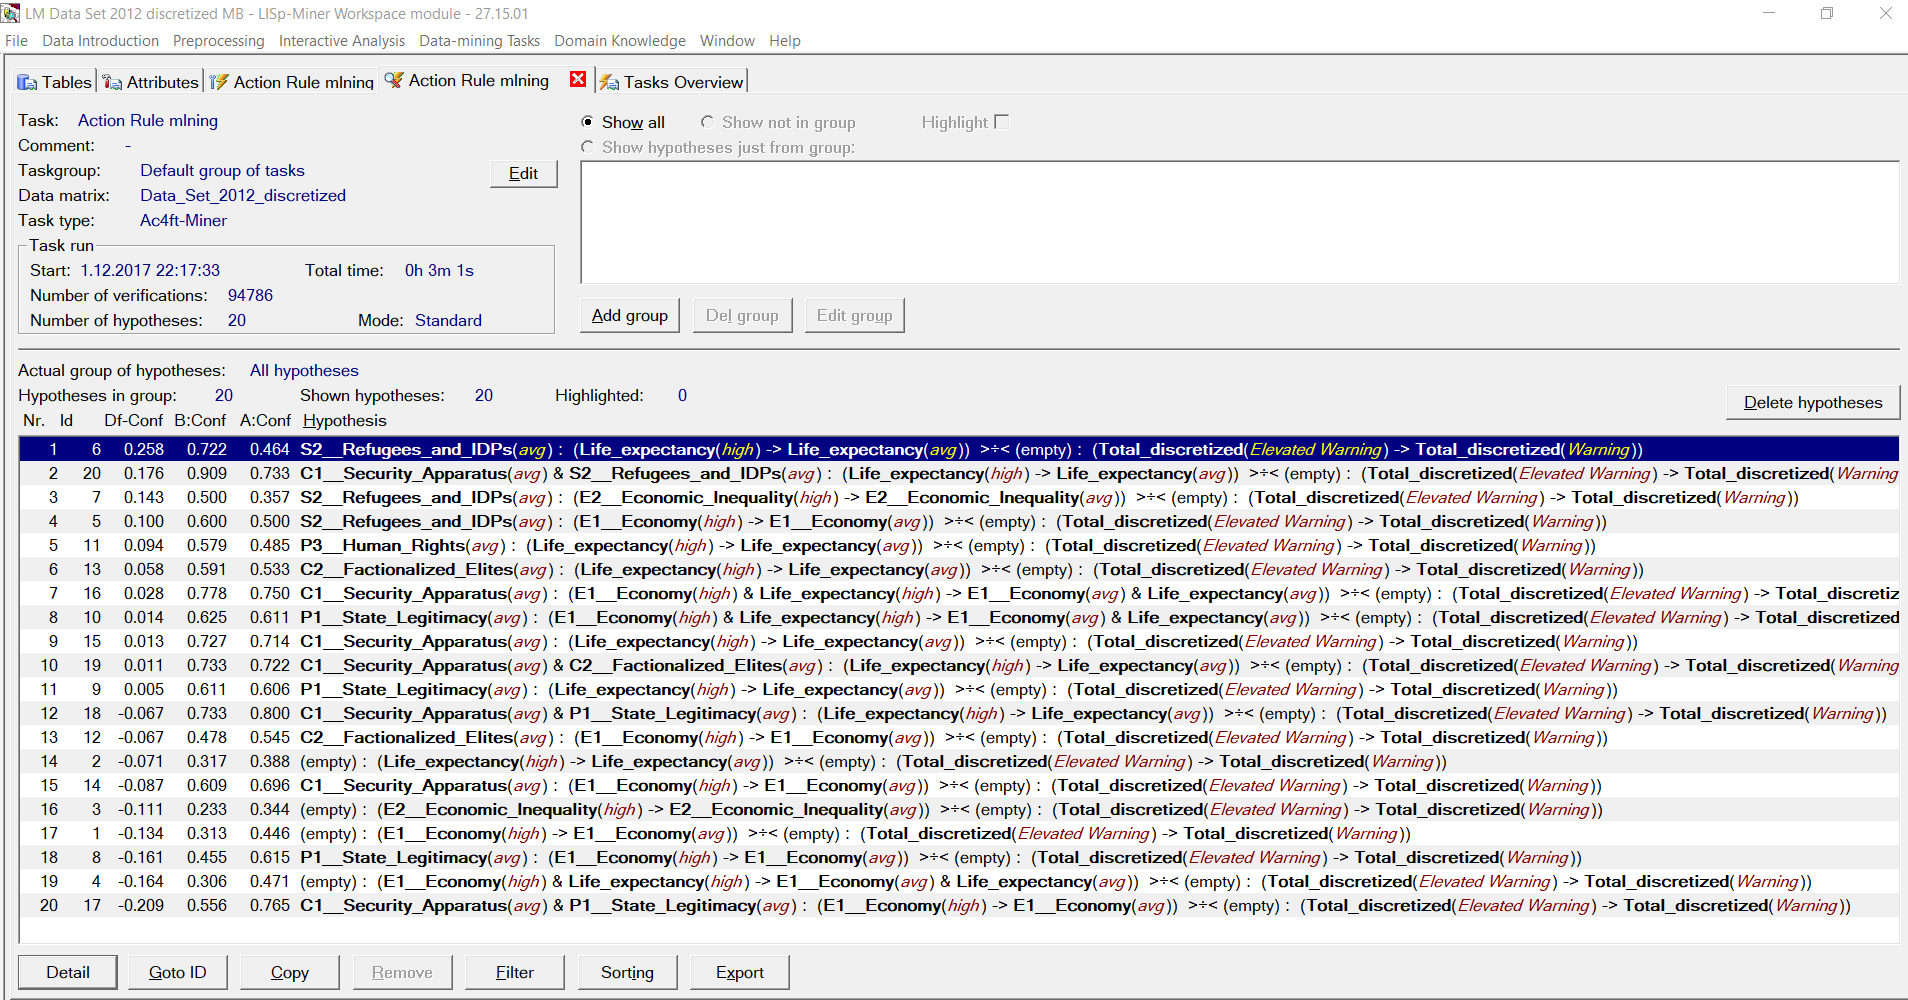 LM Data Set 2012 discretized MB - LISp-Miner Workspace module - 27.15.01
File Data Introduction Preprocessing Interactive Analysis Data-mining Tasks Domain Knowledge Window Help
Tables Attributes Action Rule mIning Action Rule mIning Tasks Overview
Task: Action Rule mIning
Comment: -
Taskgroup: Default group of tasks
Data matrix: Data_Set_2012_discretized
Task type: Ac4ft-Miner
Edit
Task run
Start: 1.12.2017 22:17:33 Total time: 0h 3m 1s
Number of verifications: 94786
Number of hypotheses: 20 Mode: Standard
Show all Show not in group Highlight
Show hypotheses just from group:
Add group Del group Edit group
Actual group of hypotheses: All hypotheses
Hypotheses in group: 20 Shown hypotheses: 20 Highlighted: 0
Delete hypotheses
Nr. Id Df-Conf B:Conf A:Conf Hypothesis
1 6 0.258 0.722 0.464 S2__Refugees_and_IDPs(avg) : (Life_expectancy(high) -> Life_expectancy(avg)) >÷< (empty) : (Total_discretized(Elevated Warning) -> Total_discretized(Warning))
2 20 0.176 0.909 0.733 C1__Security_Apparatus(avg) & S2__Refugees_and_IDPs(avg) : (Life_expectancy(high) -> Life_expectancy(avg)) >÷< (empty) : (Total_discretized(Elevated Warning) -> Total_discretized(Warning
3 7 0.143 0.500 0.357 S2__Refugees_and_IDPs(avg) : (E2__Economic_Inequality(high) -> E2__Economic_Inequality(avg)) >÷< (empty) : (Total_discretized(Elevated Warning) -> Total_discretized(Warning))
4 5 0.100 0.600 0.500 S2__Refugees_and_IDPs(avg) : (E1__Economy(high) -> E1__Economy(avg)) >÷< (empty) : (Total_discretized(Elevated Warning) -> Total_discretized(Warning))
5 11 0.094 0.579 0.485 P3__Human_Rights(avg) : (Life_expectancy(high) -> Life_expectancy(avg)) >÷< (empty) : (Total_discretized(Elevated Warning) -> Total_discretized(Warning))
6 13 0.058 0.591 0.533 C2__Factionalized_Elites(avg) : (Life_expectancy(high) -> Life_expectancy(avg)) >÷< (empty) : (Total_discretized(Elevated Warning) -> Total_discretized(Warning))
7 16 0.028 0.778 0.750 C1__Security_Apparatus(avg) : (E1__Economy(high) & Life_expectancy(high) -> E1__Economy(avg) & Life_expectancy(avg)) >÷< (empty) : (Total_discretized(Elevated Warning) -> Total_discretiz
8 10 0.014 0.625 0.611 P1__State_Legitimacy(avg) : (E1__Economy(high) & Life_expectancy(high) -> E1__Economy(avg) & Life_expectancy(avg)) >÷< (empty) : (Total_discretized(Elevated Warning) -> Total_discretized
9 15 0.013 0.727 0.714 C1__Security_Apparatus(avg) : (Life_expectancy(high) -> Life_expectancy(avg)) >÷< (empty) : (Total_discretized(Elevated Warning) -> Total_discretized(Warning))
10 19 0.011 0.733 0.722 C1__Security_Apparatus(avg) & C2__Factionalized_Elites(avg) : (Life_expectancy(high) -> Life_expectancy(avg)) >÷< (empty) : (Total_discretized(Elevated Warning) -> Total_discretized(Warning
11 9 0.005 0.611 0.606 P1__State_Legitimacy(avg) : (Life_expectancy(high) -> Life_expectancy(avg)) >÷< (empty) : (Total_discretized(Elevated Warning) -> Total_discretized(Warning))
12 18 -0.067 0.733 0.800 C1__Security_Apparatus(avg) & P1__State_Legitimacy(avg) : (Life_expectancy(high) -> Life_expectancy(avg)) >÷< (empty) : (Total_discretized(Elevated Warning) -> Total_discretized(Warning))
13 12 -0.067 0.478 0.545 C2__Factionalized_Elites(avg) : (E1__Economy(high) -> E1__Economy(avg)) >÷< (empty) : (Total_discretized(Elevated Warning) -> Total_discretized(Warning))
14 2 -0.071 0.317 0.388 (empty) : (Life_expectancy(high) -> Life_expectancy(avg)) >÷< (empty) : (Total_discretized(Elevated Warning) -> Total_discretized(Warning))
15 14 -0.087 0.609 0.696 C1__Security_Apparatus(avg) : (E1__Economy(high) -> E1__Economy(avg)) >÷< (empty) : (Total_discretized(Elevated Warning) -> Total_discretized(Warning))
16 3 -0.111 0.233 0.344 (empty) : (E2__Economic_Inequality(high) -> E2__Economic_Inequality(avg)) >÷< (empty) : (Total_discretized(Elevated Warning) -> Total_discretized(Warning))
17 1 -0.134 0.313 0.446 (empty) : (E1__Economy(high) -> E1__Economy(avg)) >÷< (empty) : (Total_discretized(Elevated Warning) -> Total_discretized(Warning))
18 8 -0.161 0.455 0.615 P1__State_Legitimacy(avg) : (E1__Economy(high) -> E1__Economy(avg)) >÷< (empty) : (Total_discretized(Elevated Warning) -> Total_discretized(Warning))
19 4 -0.164 0.306 0.471 (empty) : (E1__Economy(high) & Life_expectancy(high) -> E1__Economy(avg) & Life_expectancy(avg)) >÷< (empty) : (Total_discretized(Elevated Warning) -> Total_discretized(Warning))
20 17 -0.209 0.556 0.765 C1__Security_Apparatus(avg) & P1__State_Legitimacy(avg) : (E1__Economy(high) -> E1__Economy(avg)) >÷< (empty) : (Total_discretized(Elevated Warning) -> Total_discretized(Warning))
Detail Goto ID Copy Remove Filter Sorting Export